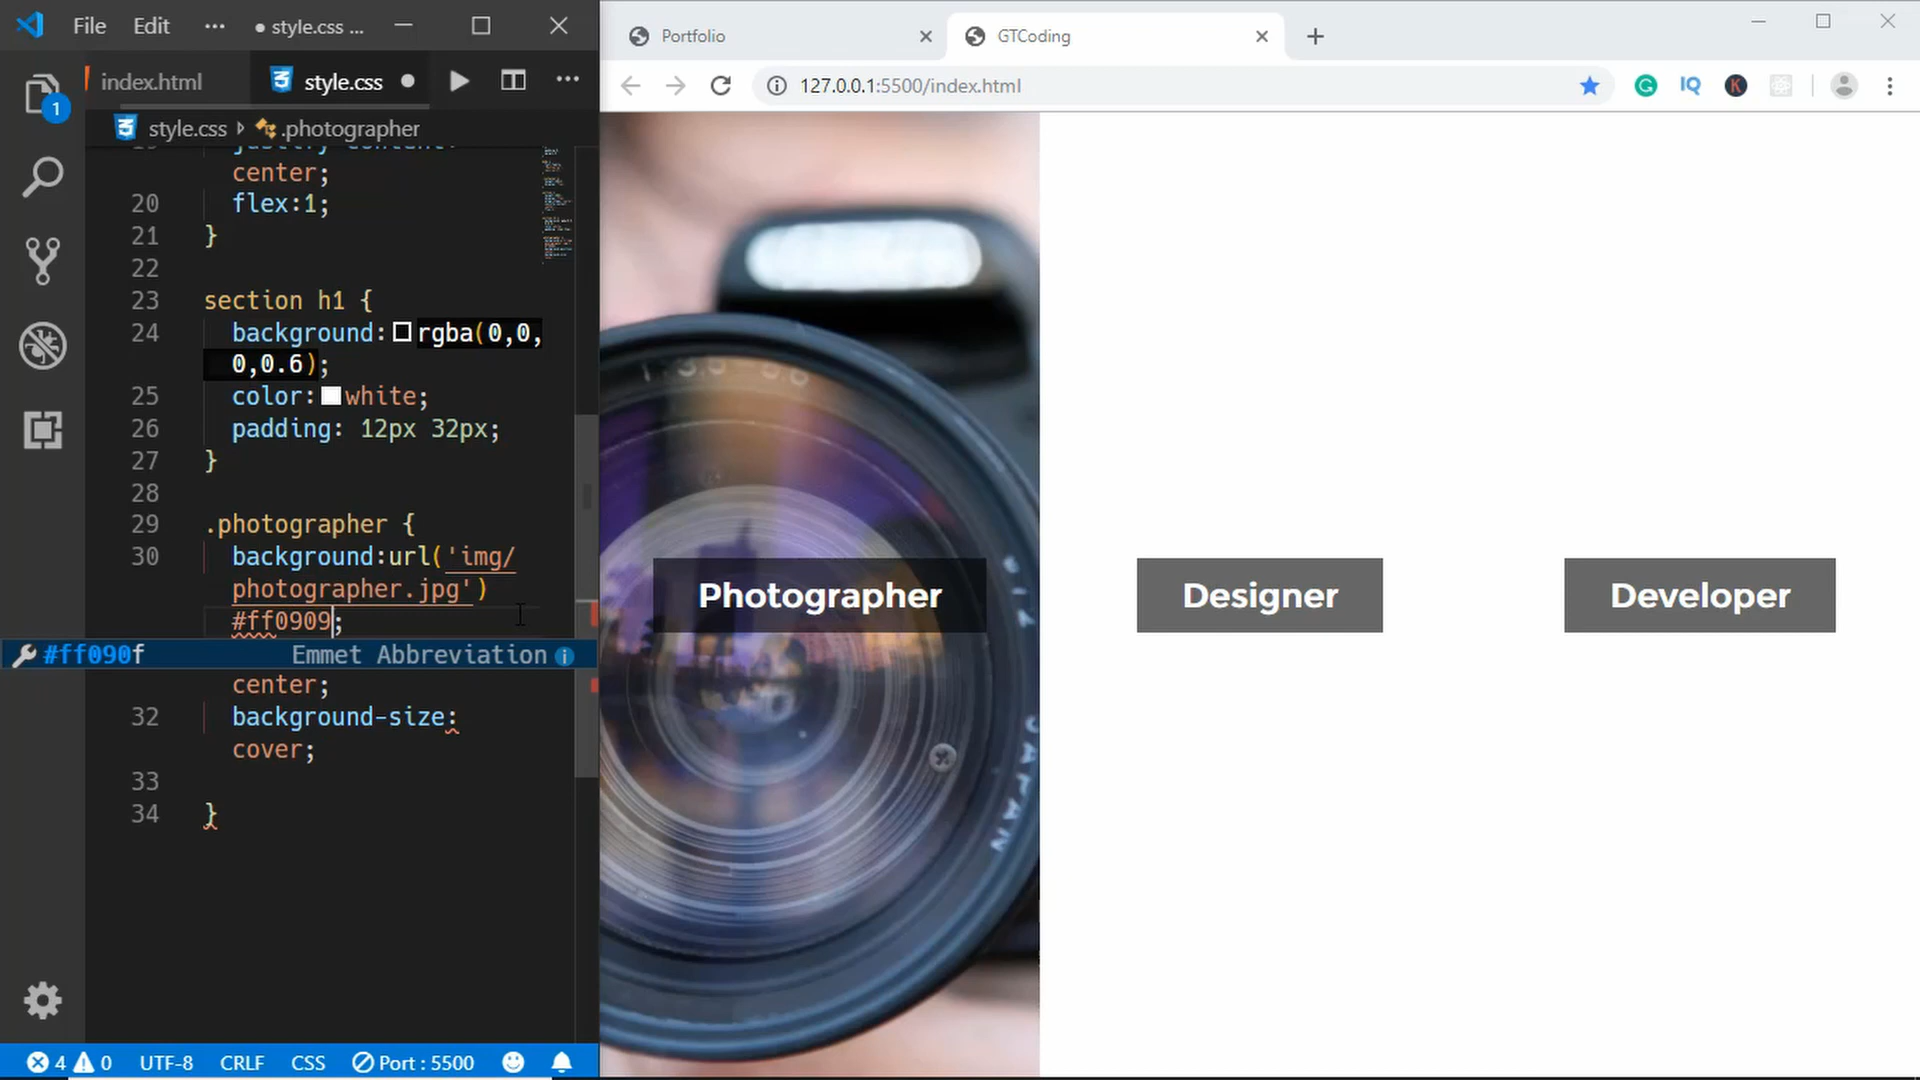 File Edit ··· ● style.css ...
index.html style.css
style.css .photographer
1
center;
20 flex:1;
21 }
22
23 section h1 {
24 background: rgba(0,0,
0,0.6);
25 color: white;
26 padding: 12px 32px;
27 }
28
29 .photographer {
30 background:url('img/
photographer.jpg')
#ff0909;
#ff090f Emmet Abbreviation
center;
32 background-size:
cover;
33
34 }
4 0 UTF-8 CRLF CSS Port : 5500
Portfolio GTCoding
127.0.0.1:5500/index.html
IQ K
JAPAN
Photographer
Designer
Developer